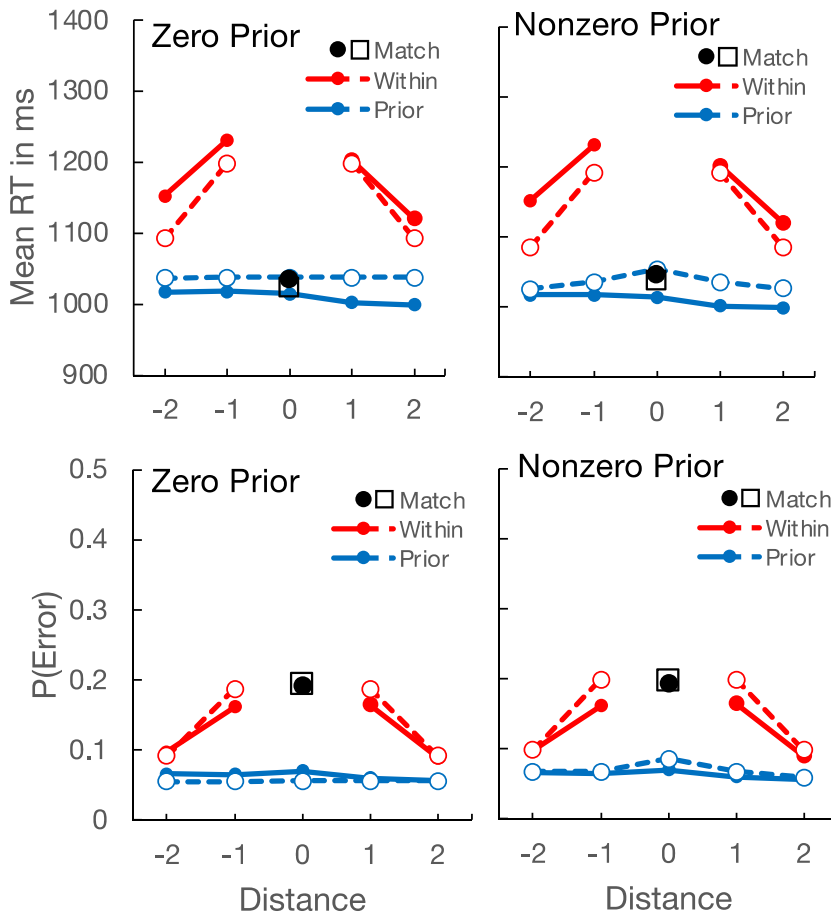 Zero Prior
Match
Within
Prior
Mean RT in ms
1400
1300
1200
1100
1000
900
-2 -1 0 1 2
Nonzero Prior
Match
Within
Prior
-2 -1 0 1 2
Zero Prior
Match
Within
Prior
P(Error)
0.5
0.4
0.3
0.2
0.1
0
-2 -1 0 1 2
Distance
Nonzero Prior
Match
Within
Prior
-2 -1 0 1 2
Distance